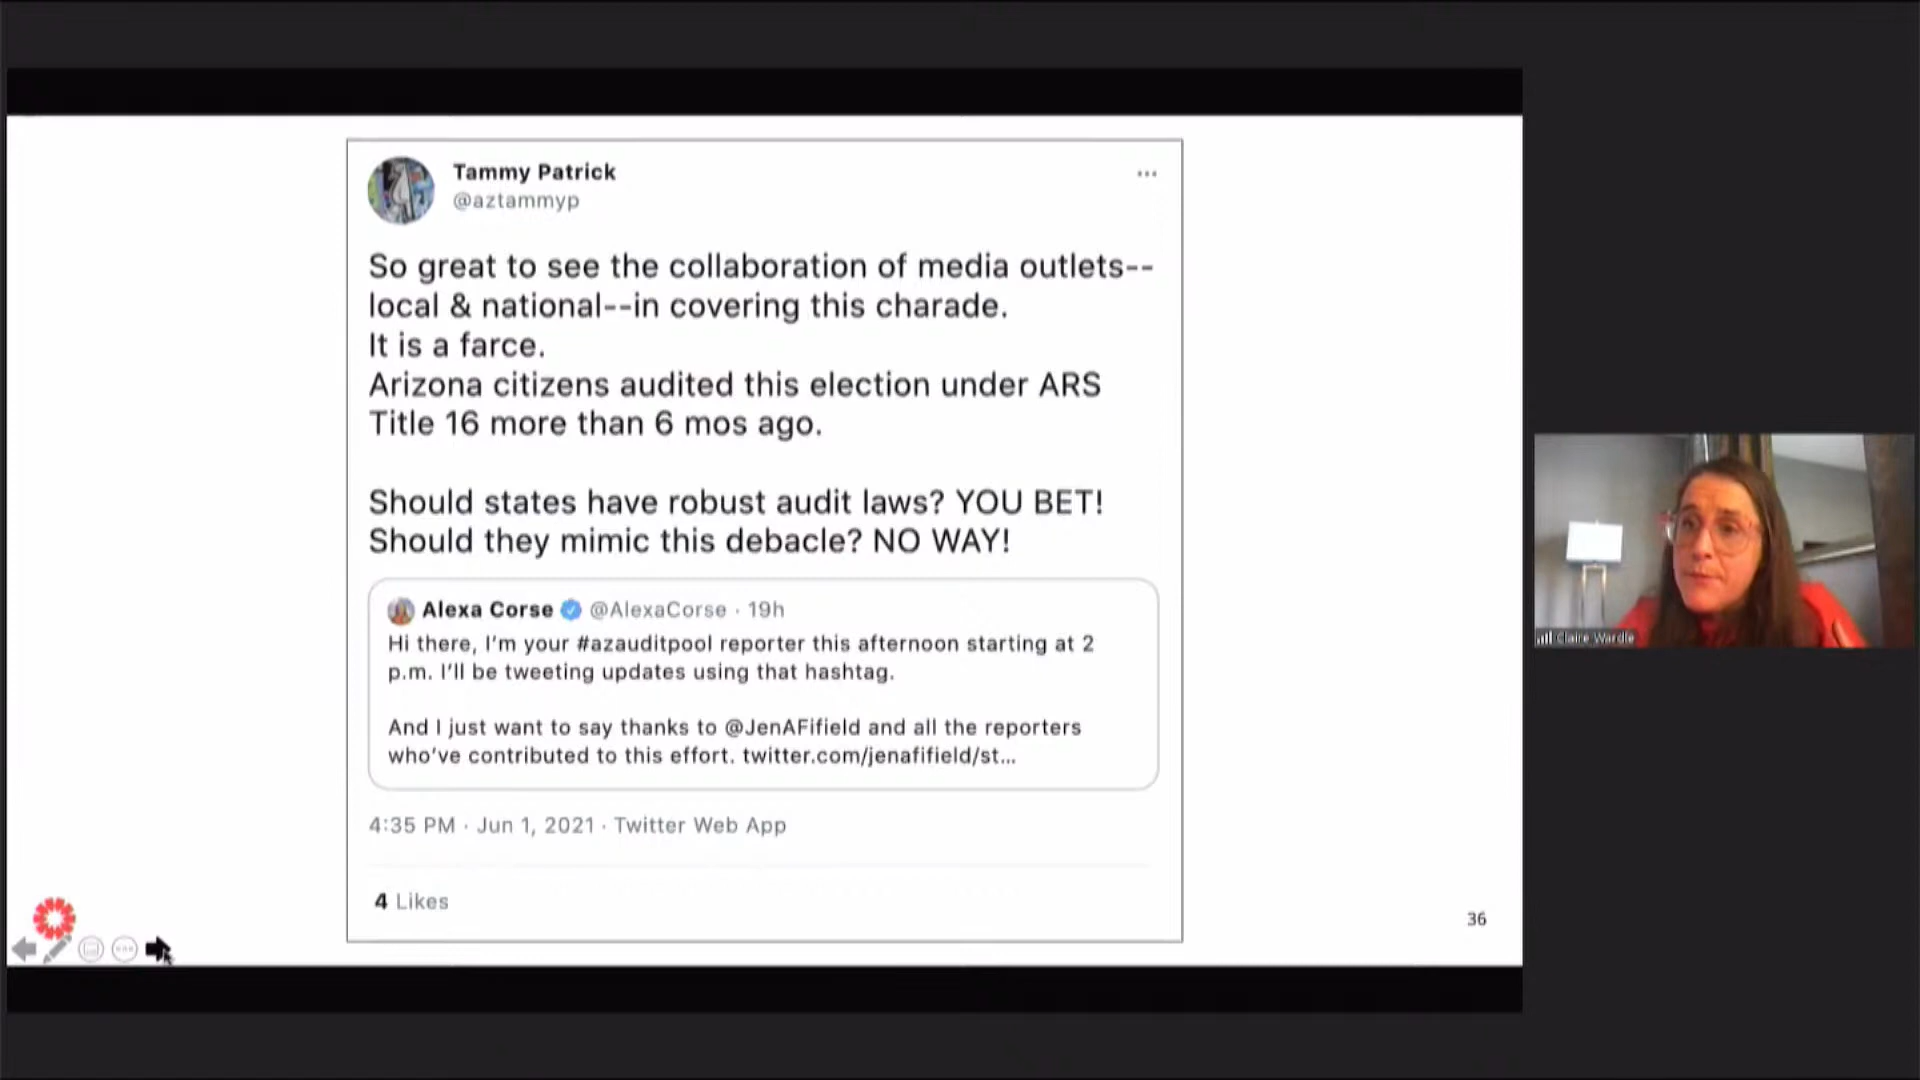 Tammy Patrick
@aztammyp
So great to see the collaboration of media outlets--
local & national--in covering this charade.
It is a farce.
Arizona citizens audited this election under ARS
Title 16 more than 6 mos ago.
Should states have robust audit laws? YOU BET!
Should they mimic this debacle? NO WAY!
Alexa Corse @AlexaCorse · 19h
Hi there, I'm your #azauditpool reporter this afternoon starting at 2
p.m. I'll be tweeting updates using that hashtag.
And I just want to say thanks to @JenAFifield and all the reporters
who've contributed to this effort. twitter.com/jenafifield/st...
4:35 PM · Jun 1, 2021 · Twitter Web App
4 Likes
36
Claire Wardle